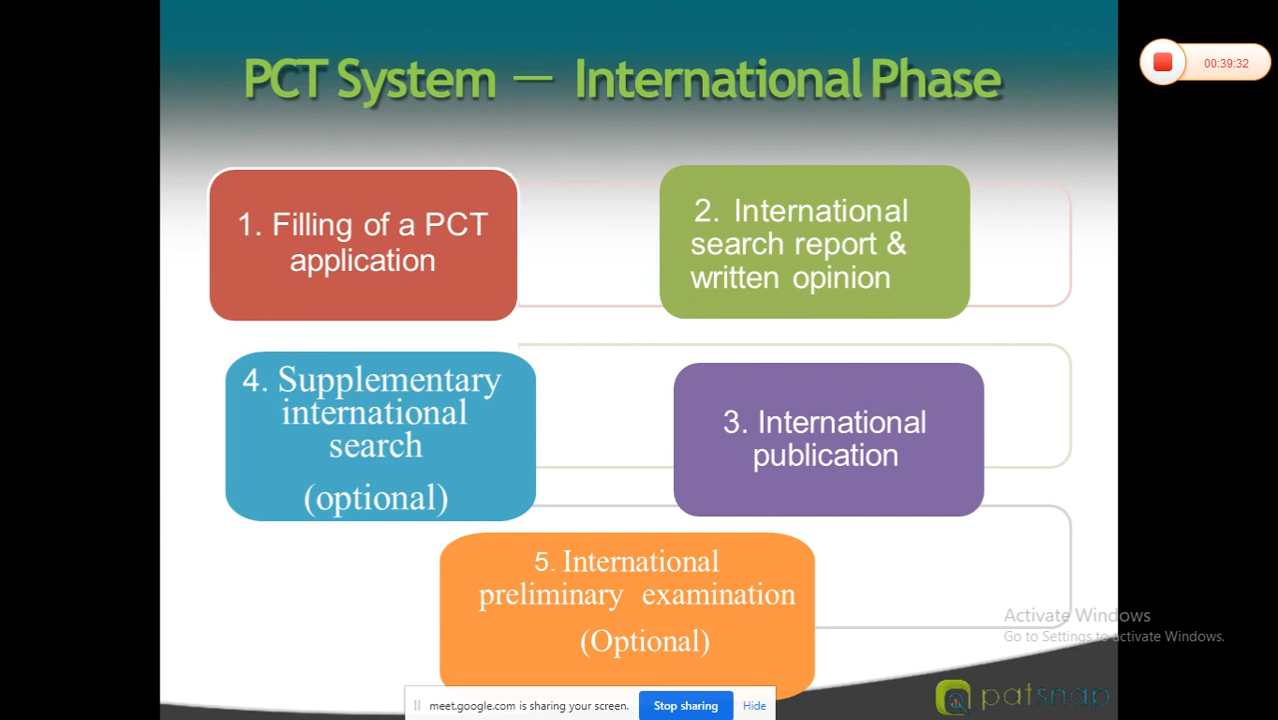 PCT System — International Phase
00:39:32
1. Filling of a PCT
application
2. International
search report &
written opinion
4. Supplementary
international
search
(optional)
3. International
publication
5. International
preliminary examination
(Optional)
Activate Windows
Go to Settings to activate Windows.
patsnap
meet.google.com is sharing your screen.
Stop sharing
Hide